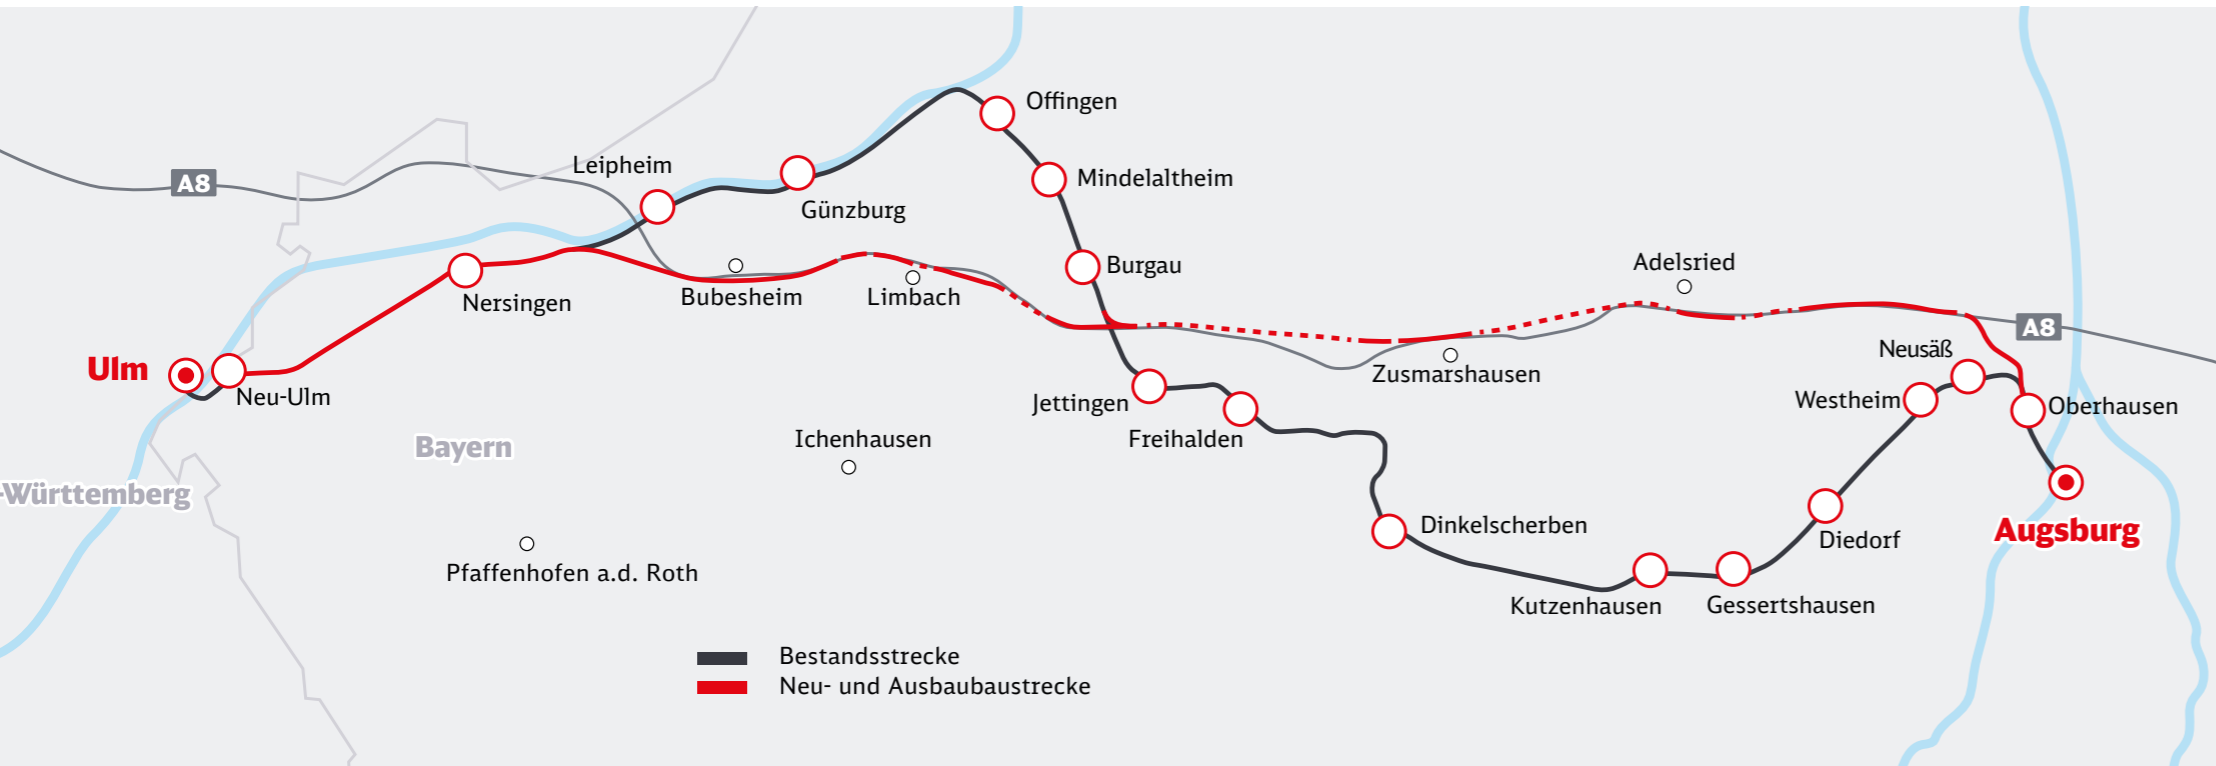 Offingen
Leipheim
A8
Mindelaltheim
Günzburg
Burgau
Adelsried
Nersingen
Bubesheim
Limbach
A8
Neusäß
Ulm
Zusmarshausen
Neu-Ulm
Jettingen
Westheim
Oberhausen
Bayern
Ichenhausen
Freihalden
-Württemberg
Dinkelscherben
Augsburg
Diedorf
Pfaffenhofen a.d. Roth
Kutzenhausen
Gessertshausen
Bestandsstrecke
Neu- und Ausbaubaustrecke